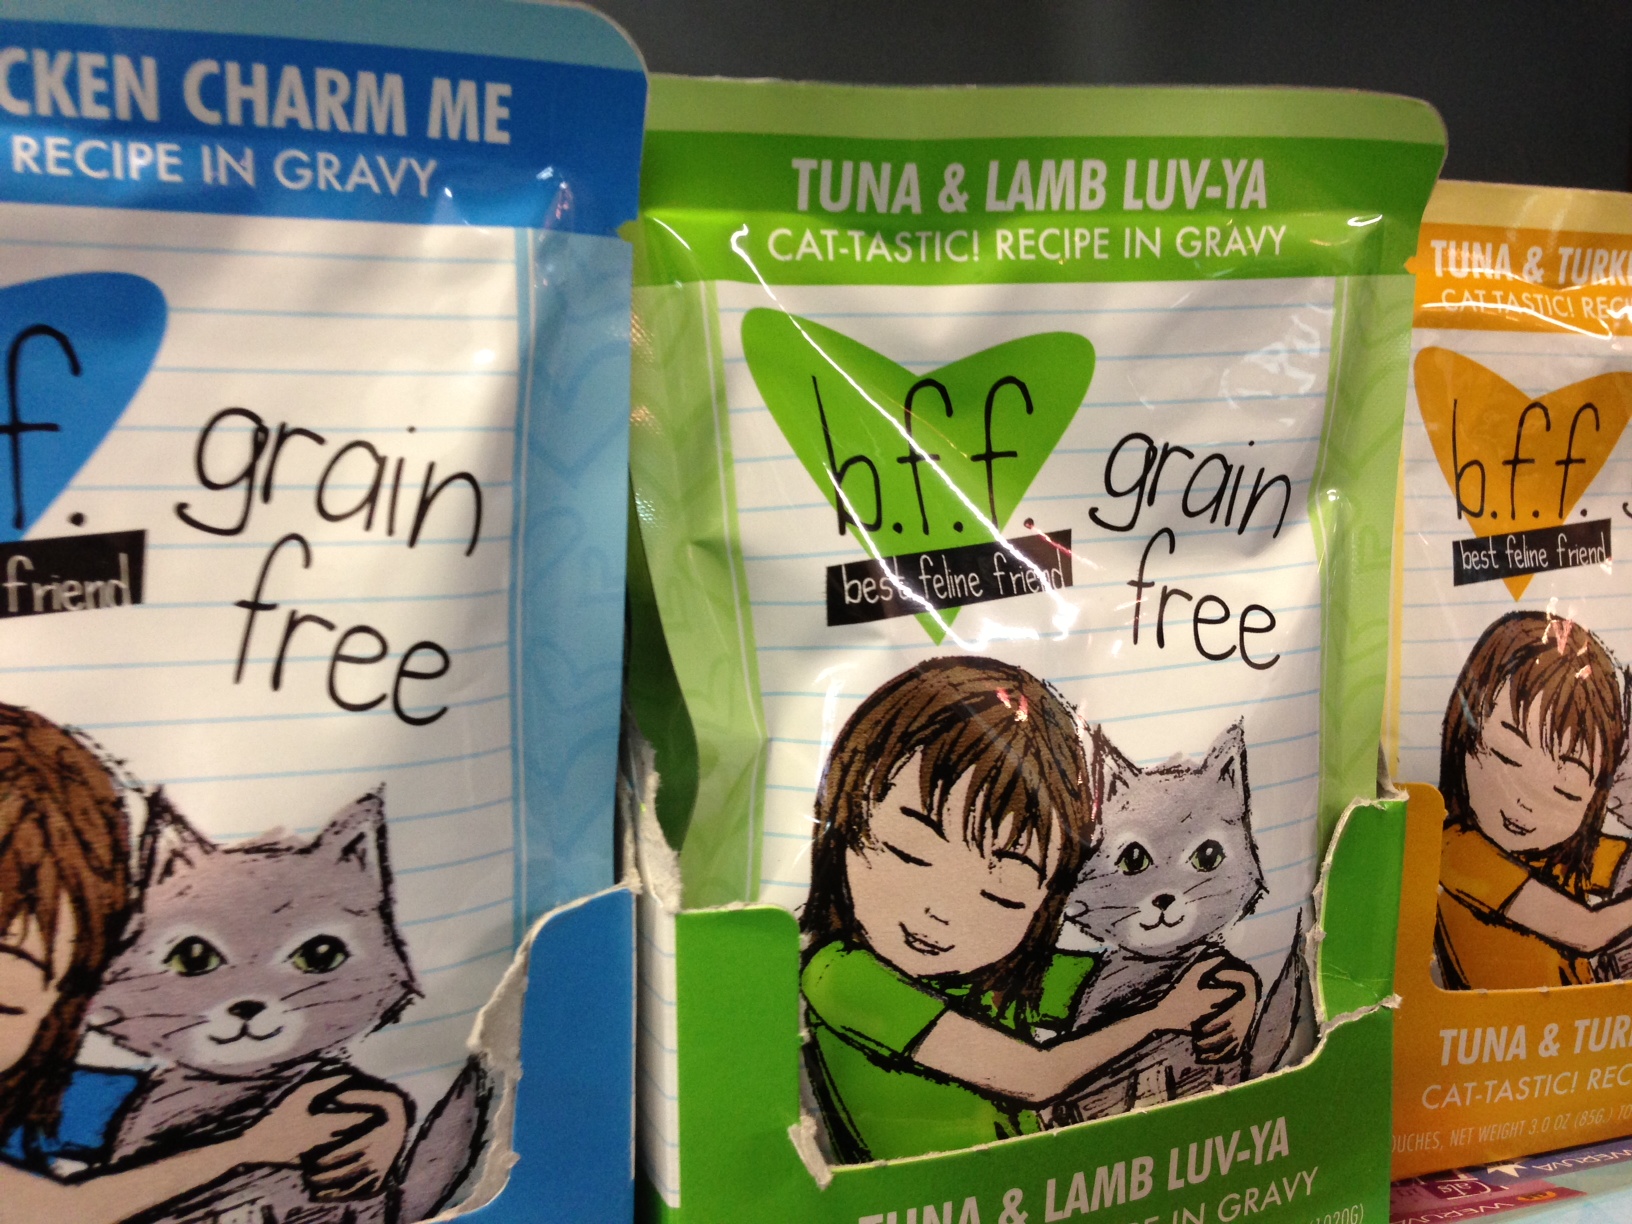 CKEN CHARM ME
RECIPE IN GRAVY
f.
friend
grain
free
TUNA & LAMB LUV-YA
CAT-TASTIC! RECIPE IN GRAVY
b.f.f.
best feline friend
grain
free
TUNA & LAMB LUV-YA
RECIPE IN GRAVY
TUNA & TURK
CAT-TASTIC! REC
b.f.f.
best feline friend
TUNA & TUR
CAT-TASTIC! REC
OUCHES, NET WEIGHT 3.0 OZ (85G.)
WERUVA